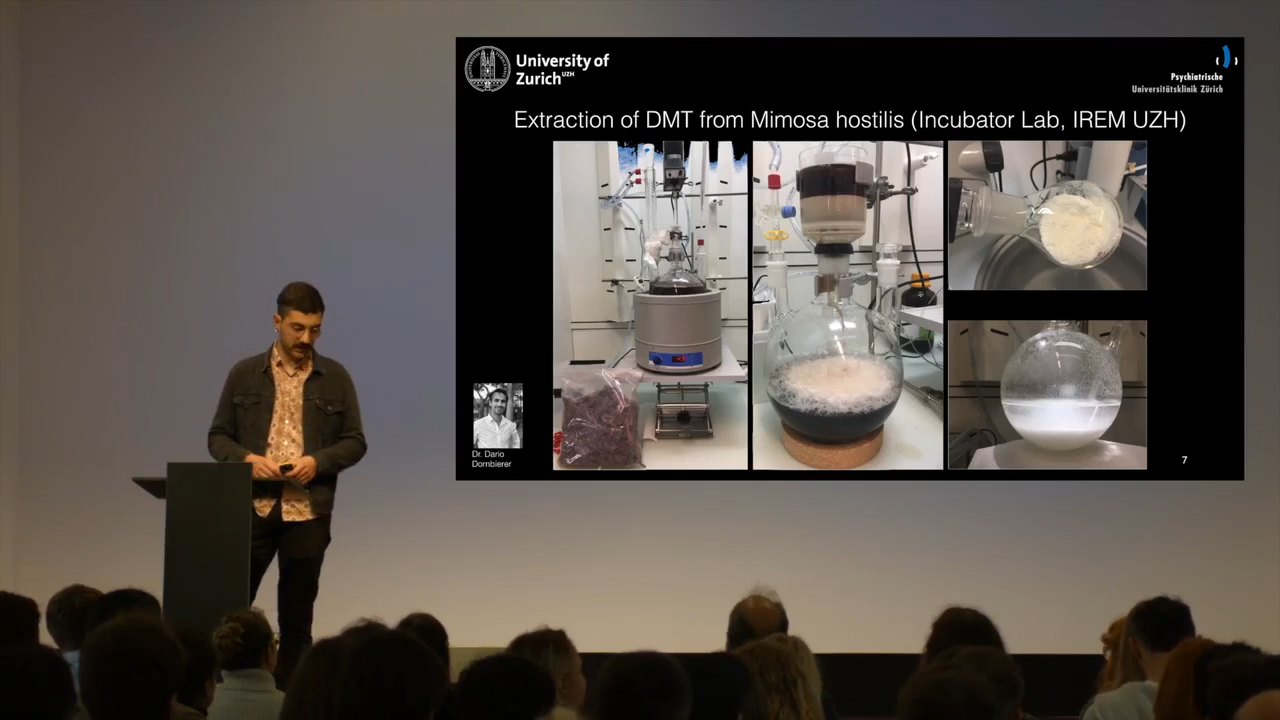 University of
Zurich UZH
Psychiatrische
Universitätsklinik Zürich
Extraction of DMT from Mimosa hostilis (Incubator Lab, IREM UZH)
Dr. Dario
Dornbierer
7